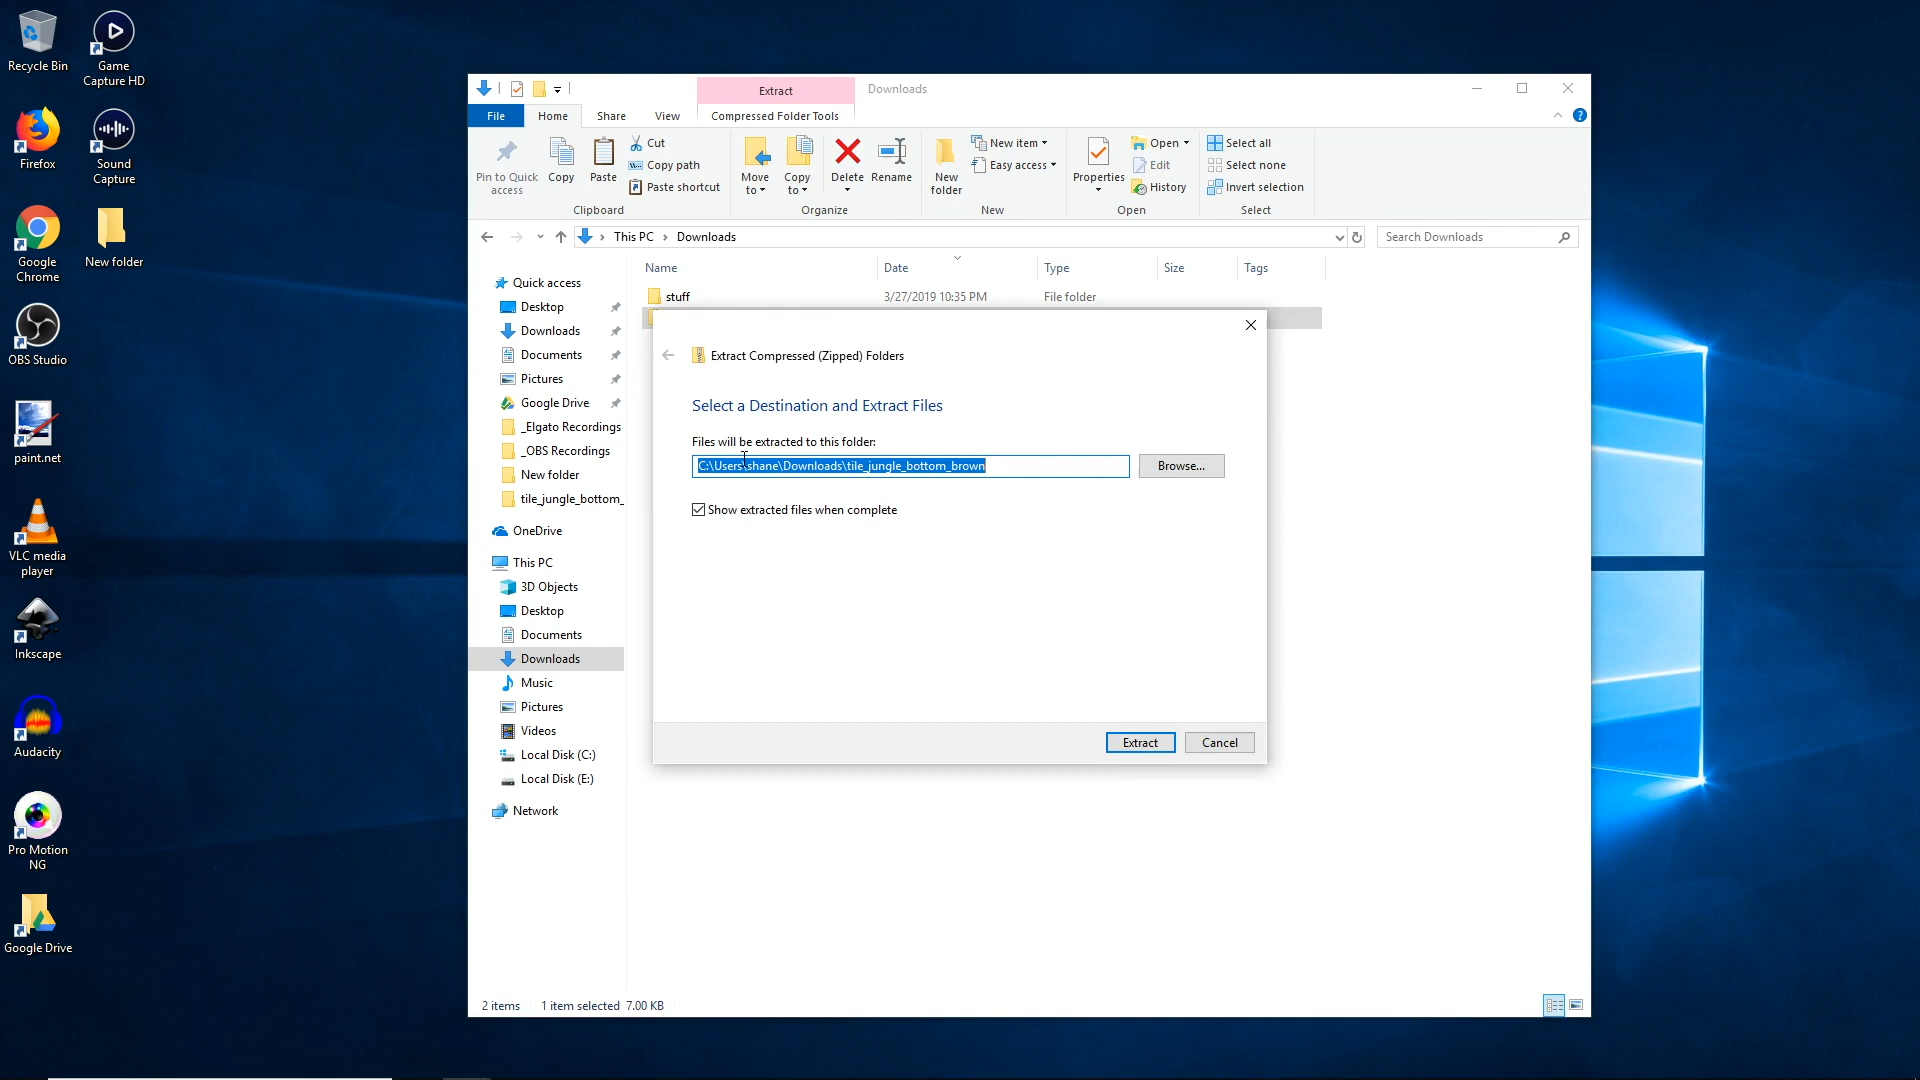 Recycle Bin
Game
Capture HD
Firefox
Sound
Capture
Google
Chrome
New folder
OBS Studio
paint.net
VLC media
player
Inkscape
Audacity
Pro Motion
NG
Google Drive
Extract
Downloads
File
Home
Share
View
Compressed Folder Tools
Pin to Quick
access
Copy
Paste
Cut
Copy path
Paste shortcut
Clipboard
Move
to
Copy
to
Delete
Rename
Organize
New
folder
New item
Easy access
New
Properties
Open
Edit
History
Open
Select all
Select none
Invert selection
Select
This PC > Downloads
Search Downloads
Name
Date
Type
Size
Tags
stuff
3/27/2019 10:35 PM
File folder
Quick access
Desktop
Downloads
Documents
Pictures
Google Drive
_Elgato Recordings
_OBS Recordings
New folder
tile_jungle_bottom_
OneDrive
This PC
3D Objects
Desktop
Documents
Downloads
Music
Pictures
Videos
Local Disk (C:)
Local Disk (E:)
Network
Extract Compressed (Zipped) Folders
Select a Destination and Extract Files
Files will be extracted to this folder:
C:\Users\shane\Downloads\tile_jungle_bottom_brown
Browse...
Show extracted files when complete
Extract
Cancel
2 items
1 item selected 7.00 KB